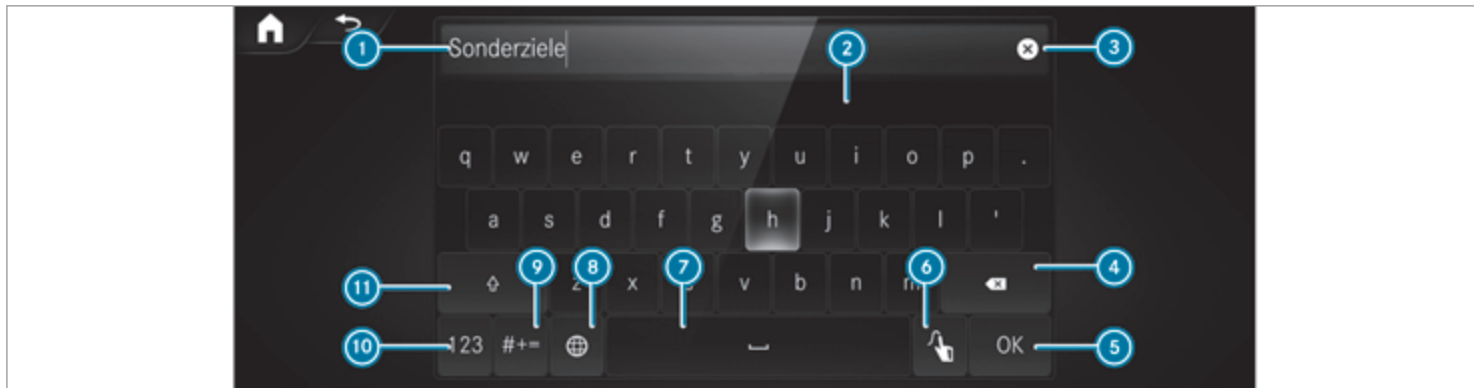 1 Sonderziele 2 3
q w e r t y u i o p .
a s d f g h j k l '
11 9 8 z x 7 v b n m 6 4
10 123 #+= OK 5